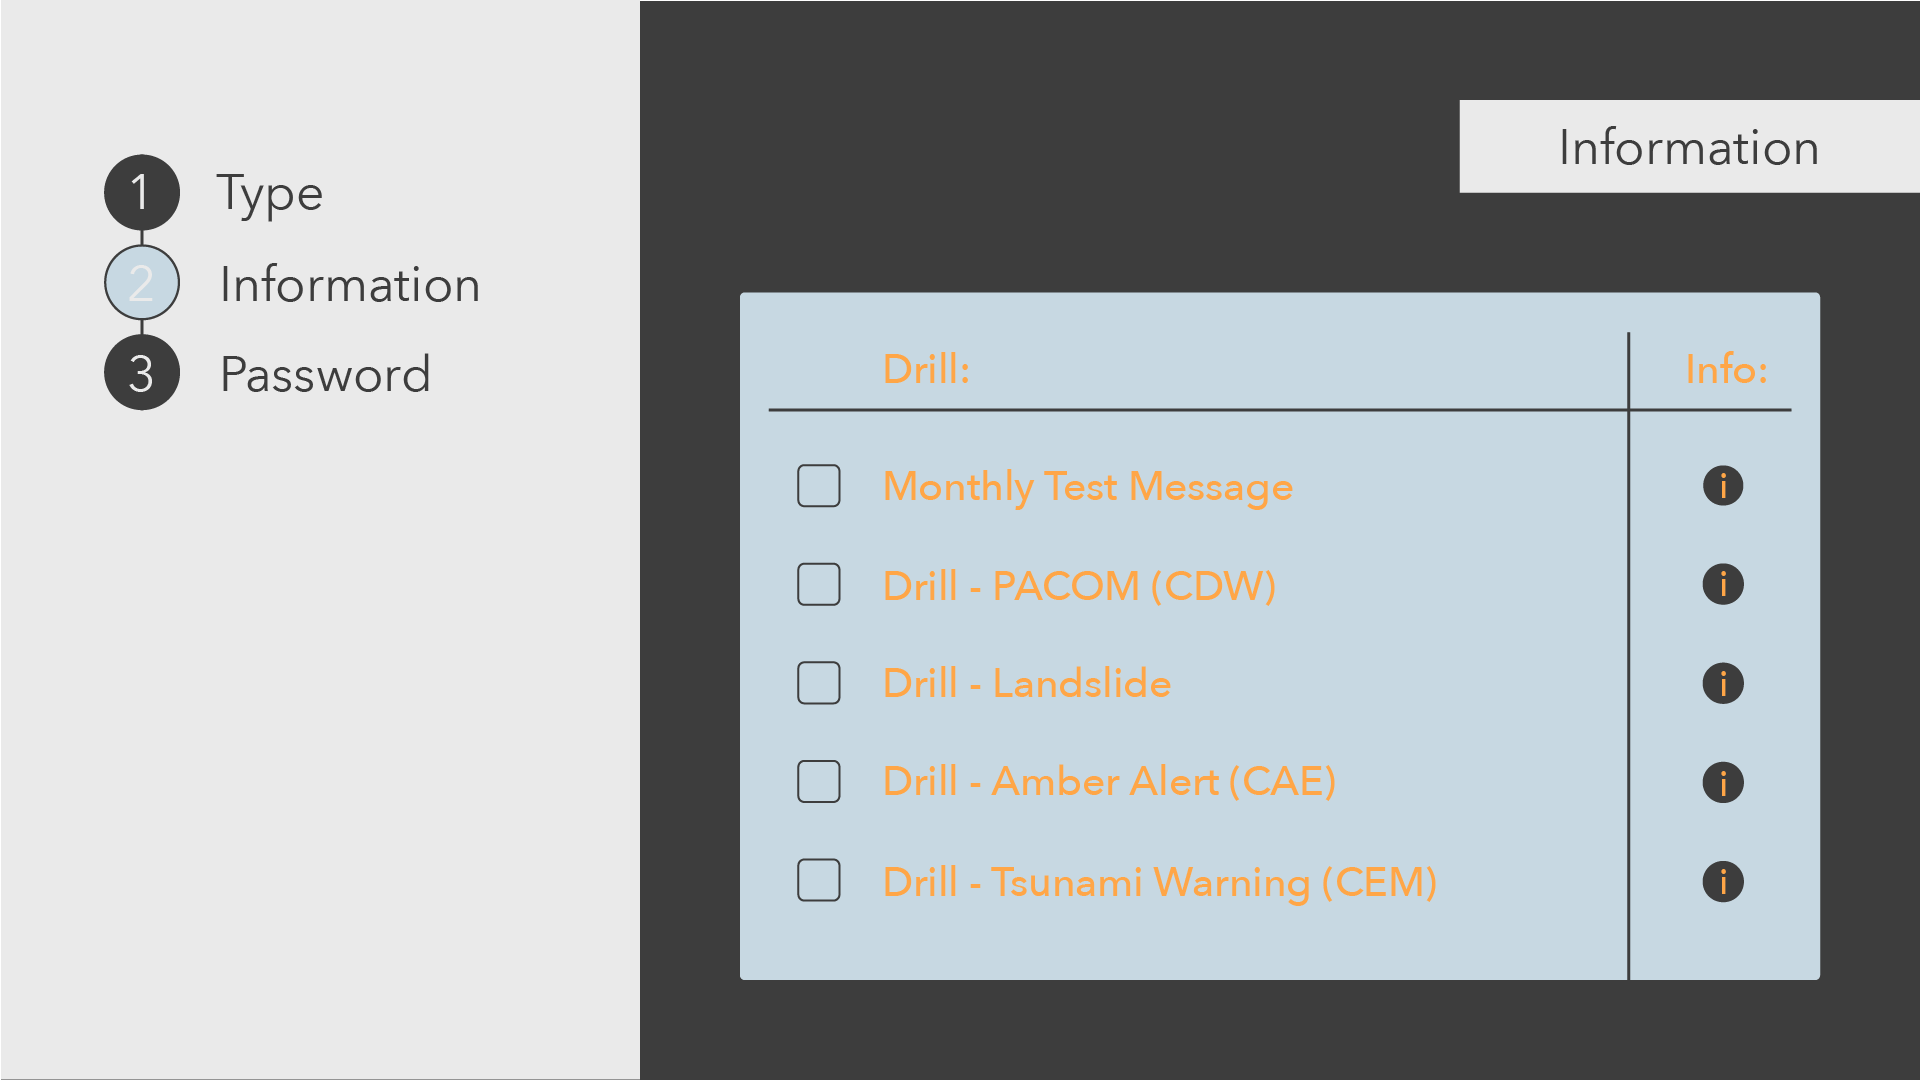 1 Type
2 Information
3 Password
Information
Drill: Info:
Monthly Test Message i
Drill - PACOM (CDW) i
Drill - Landslide i
Drill - Amber Alert (CAE) i
Drill - Tsunami Warning (CEM) i